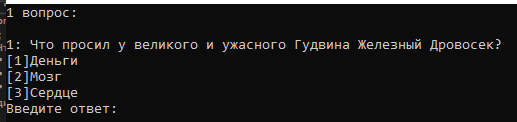 1 вопрос:
1: Что просил у великого и ужасного Гудвина Железный Дровосек?
[1]Деньги
[2]Мозг
[3]Сердце
Введите ответ: